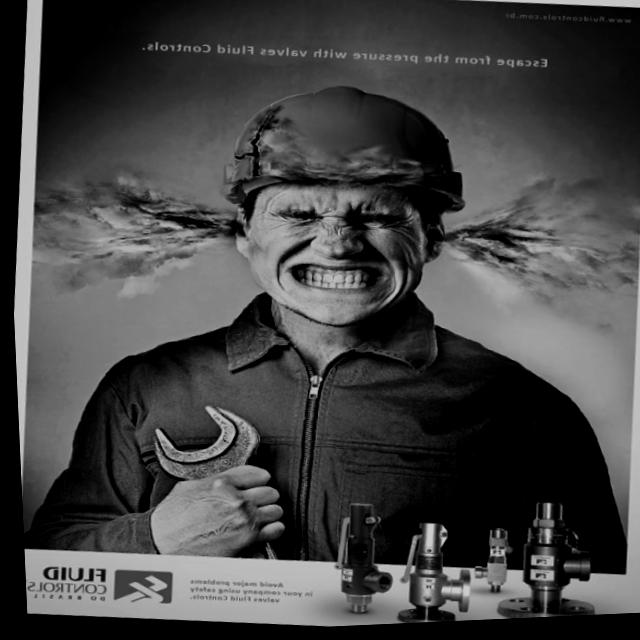 www.fluidcontrols.com.br
Escape from the pressure with valves Fluid Controls.
FLUID
CONTROLS
DO BRASIL
Avoid major problems
in your company using safety
valves Fluid Controls.